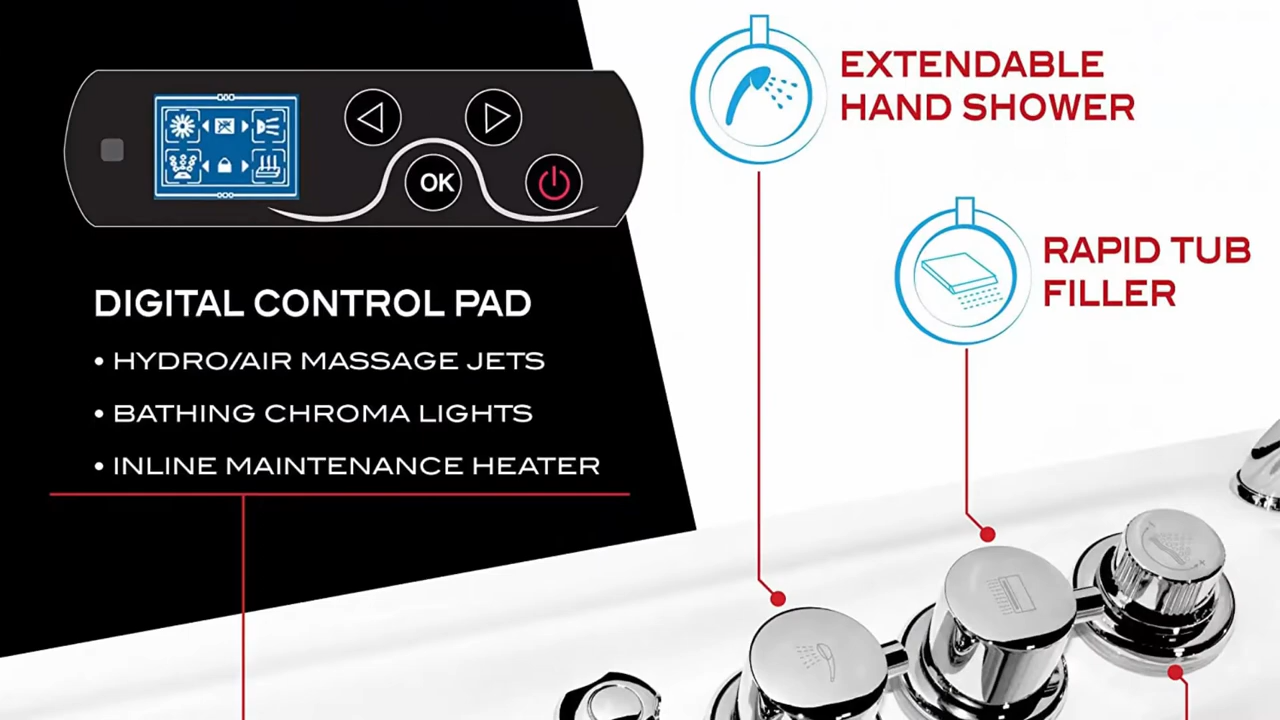 OK
DIGITAL CONTROL PAD
• HYDRO/AIR MASSAGE JETS
• BATHING CHROMA LIGHTS
• INLINE MAINTENANCE HEATER
EXTENDABLE
HAND SHOWER
RAPID TUB
FILLER